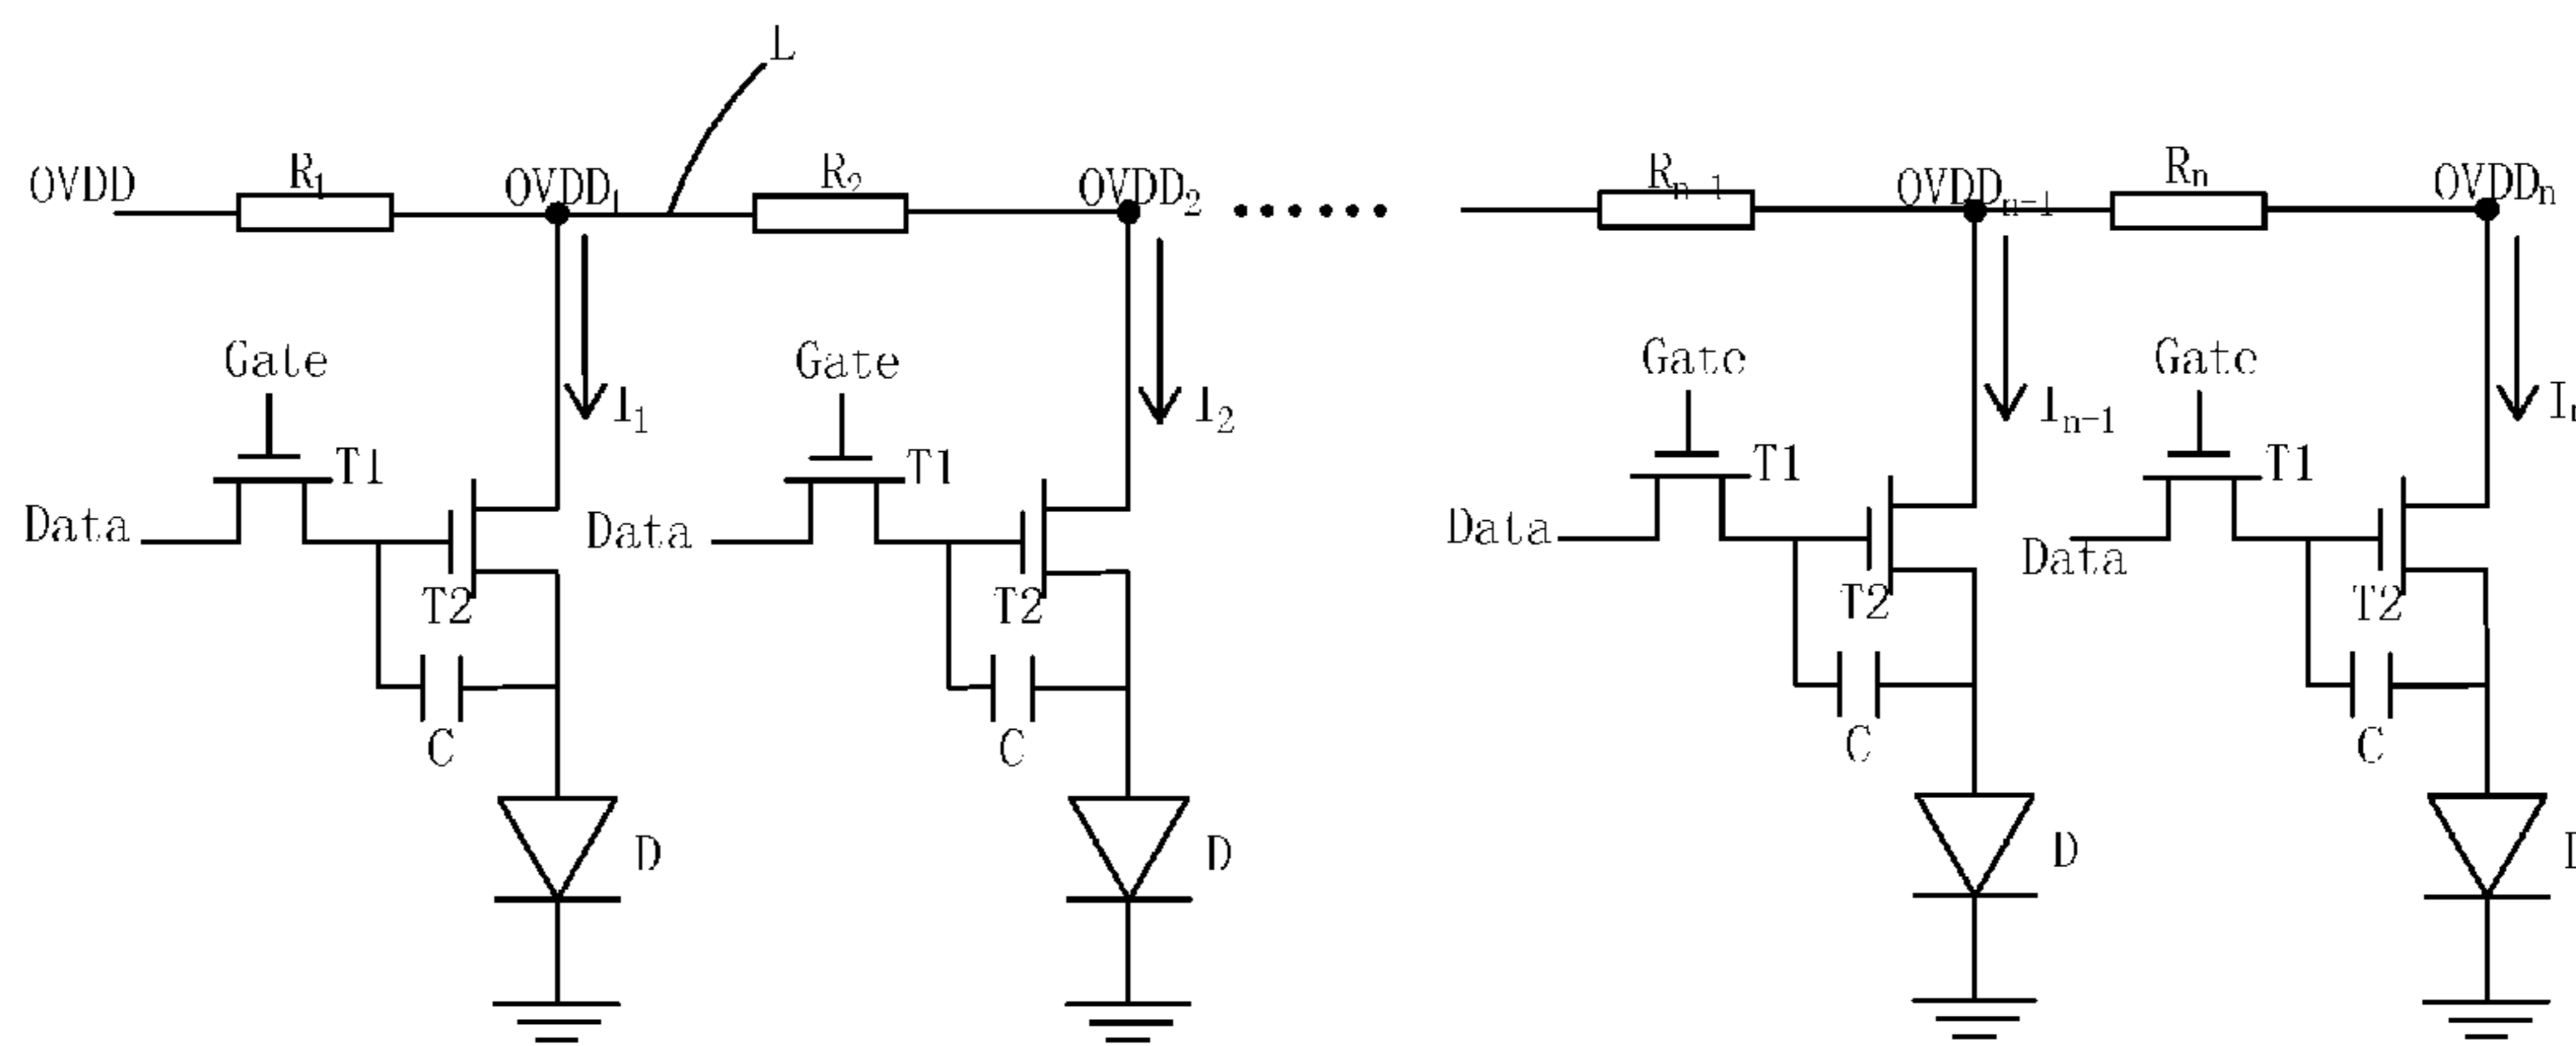 L
OVDD R1 OVDD1 R2 OVDD2 Rn-1 OVDDn-1 Rn OVDDn
Gate Gate Gate Gate
I1 I2 In-1
T1 T1 T1 T1
Data Data Data Data
T2 T2 T2 T2
C C C C
D D D